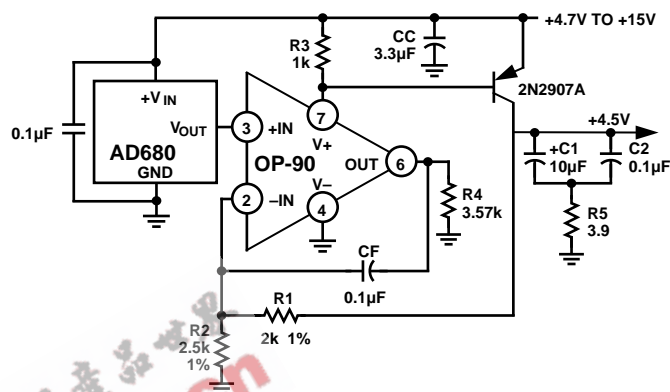 +4.7V TO +15V
R3
1k
CC
3.3µF
2N2907A
+VIN
0.1µF
VOUT
AD680
GND
3
+IN
7
V+
OP-90
OUT
6
2
–IN
V–
4
+4.5V
+C1
10µF
C2
0.1µF
R4
3.57k
R5
3.9
CF
0.1µF
R1
2k 1%
R2
2.5k
1%